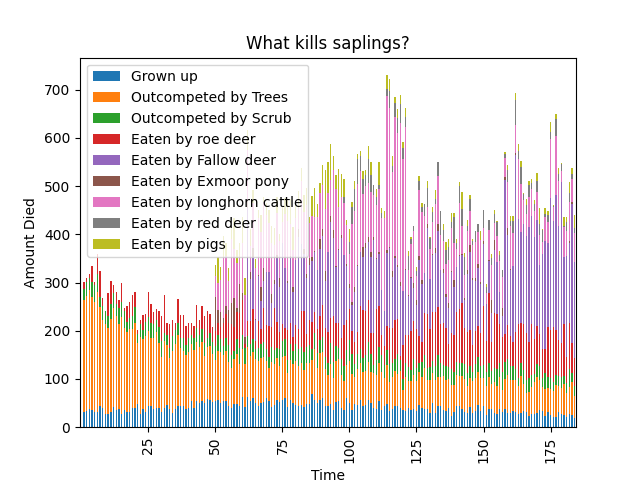 What kills saplings?
Grown up
Outcompeted by Trees
Outcompeted by Scrub
Eaten by roe deer
Eaten by Fallow deer
Eaten by Exmoor pony
Eaten by longhorn cattle
Eaten by red deer
Eaten by pigs
Amount Died
700
600
500
400
300
200
100
0
25
50
75
100
125
150
175
Time